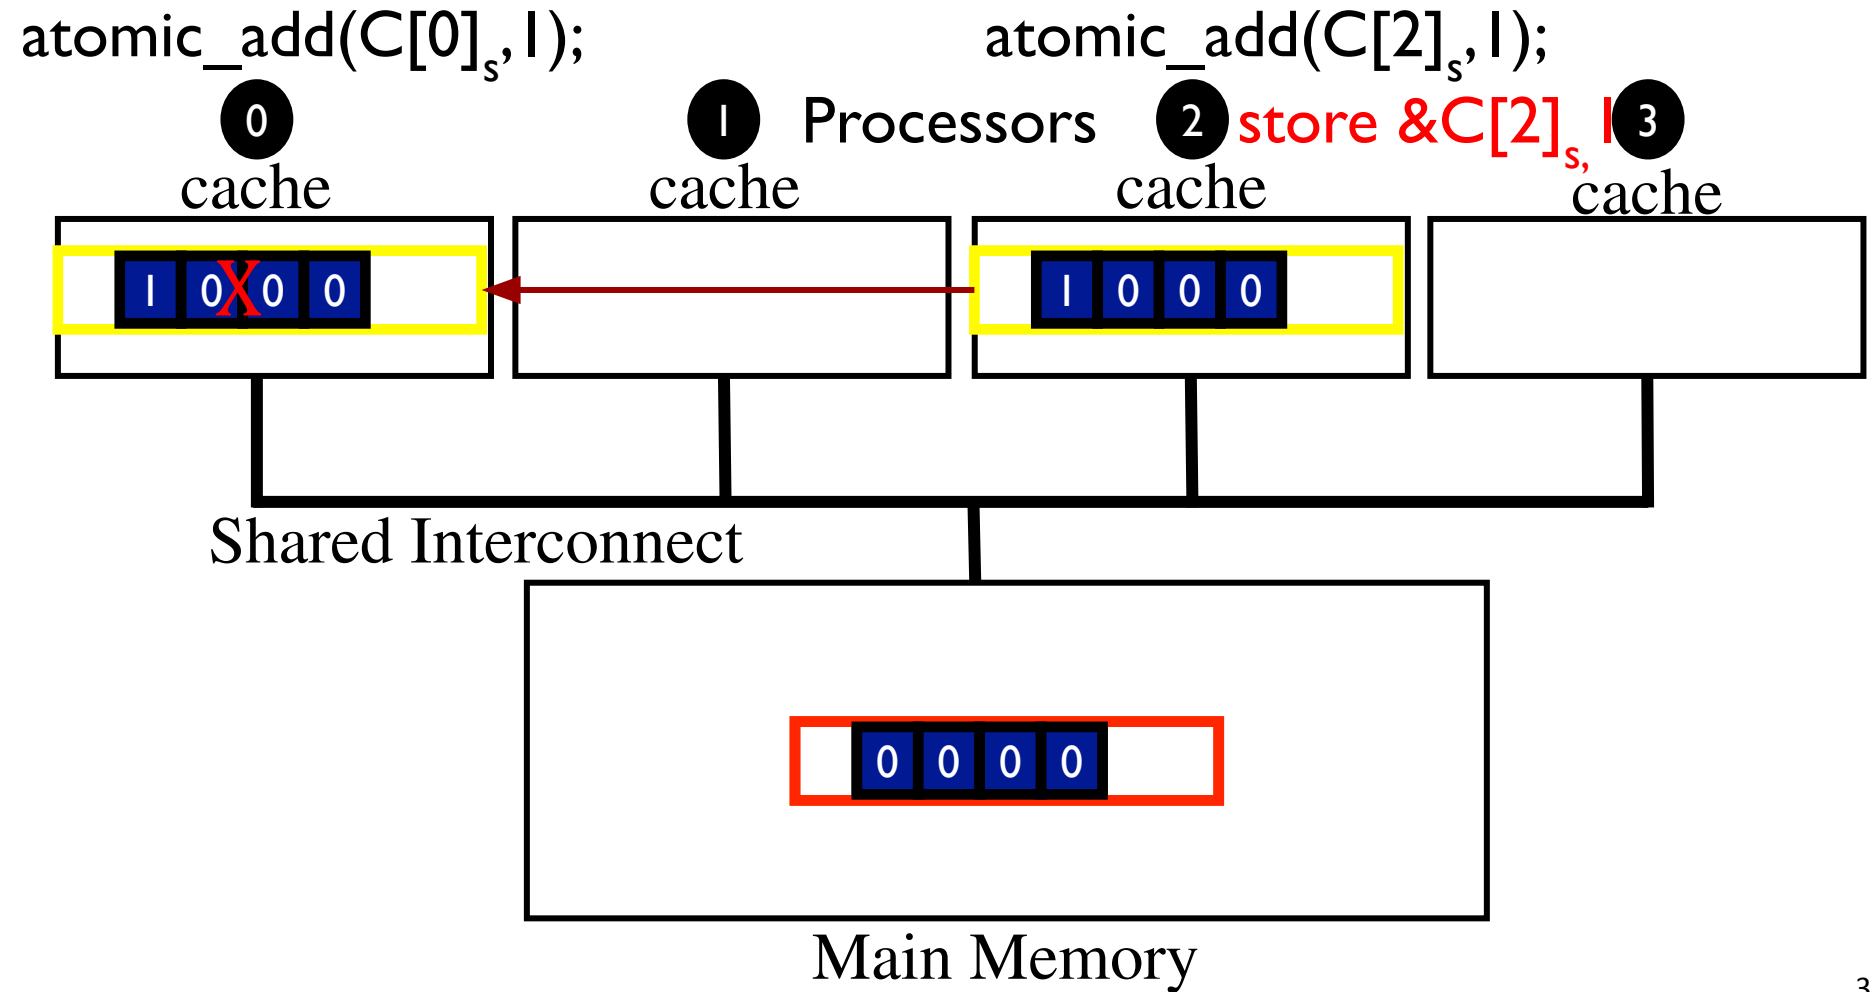 atomic_add(C[0]s,1); atomic_add(C[2]s,1);
0 1 Processors 2 store &C[2]s, 1 3
cache cache cache cache
1 0 X 0 0 1 0 0 0
Shared Interconnect
0 0 0 0
Main Memory